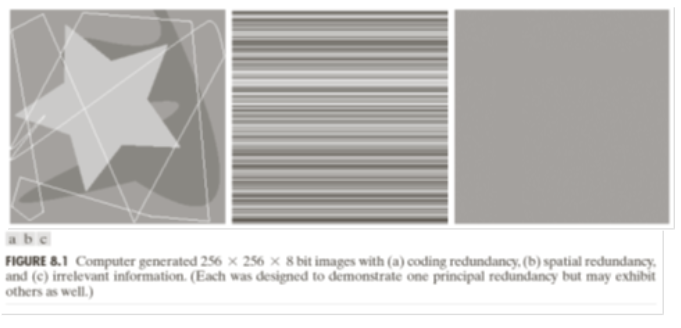 a b c
FIGURE 8.1 Computer generated 256 × 256 × 8 bit images with (a) coding redundancy, (b) spatial redundancy,
and (c) irrelevant information. (Each was designed to demonstrate one principal redundancy but may exhibit
others as well.)